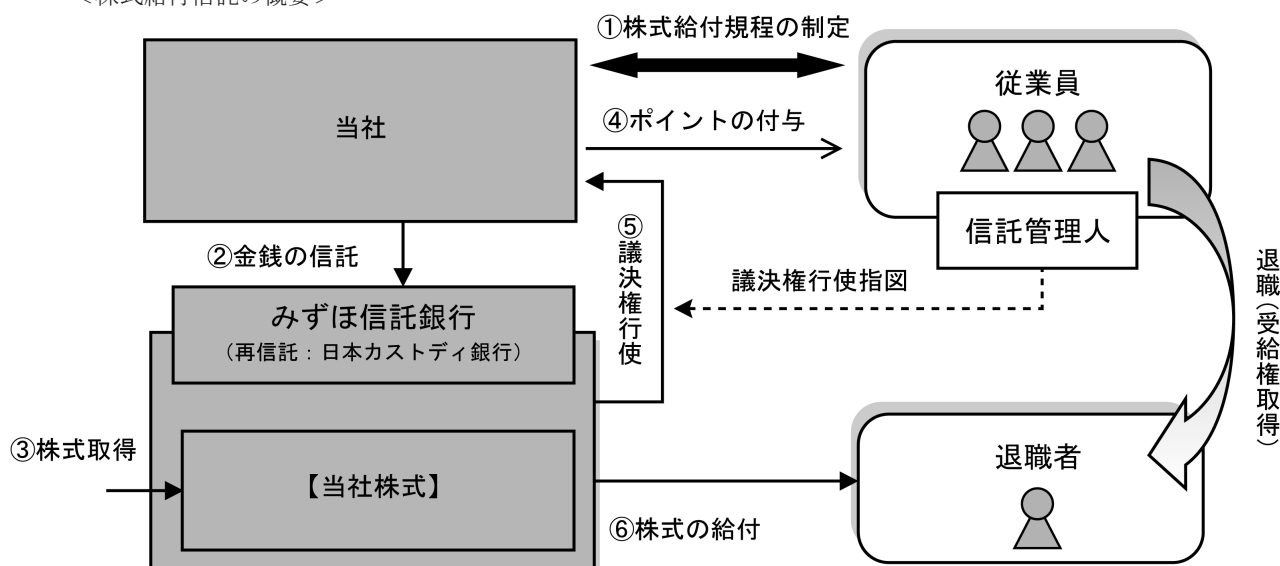 <株式給付信託の概要>
①株式給付規程の制定
従業員
当社
④ポイントの付与
信託管理人
②金銭の信託
⑤議決権行使
議決権行使指図
退職(受給権取得)
みずほ信託銀行
(再信託:日本カストディ銀行)
③株式取得
【当社株式】
退職者
⑥株式の給付